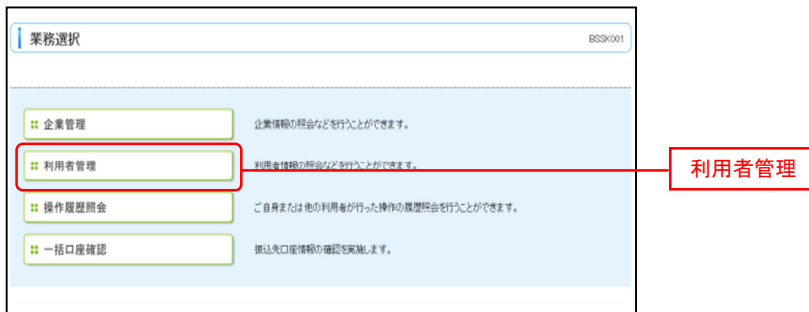 業務選択
BSSK001
企業管理
企業情報の照会などを行うことができます。
利用者管理
利用者情報の照会などを行うことができます。
利用者管理
操作履歴照会
ご自身または他の利用者が行った操作の履歴照会を行うことができます。
一括口座確認
振込先口座情報の確認を実施します。